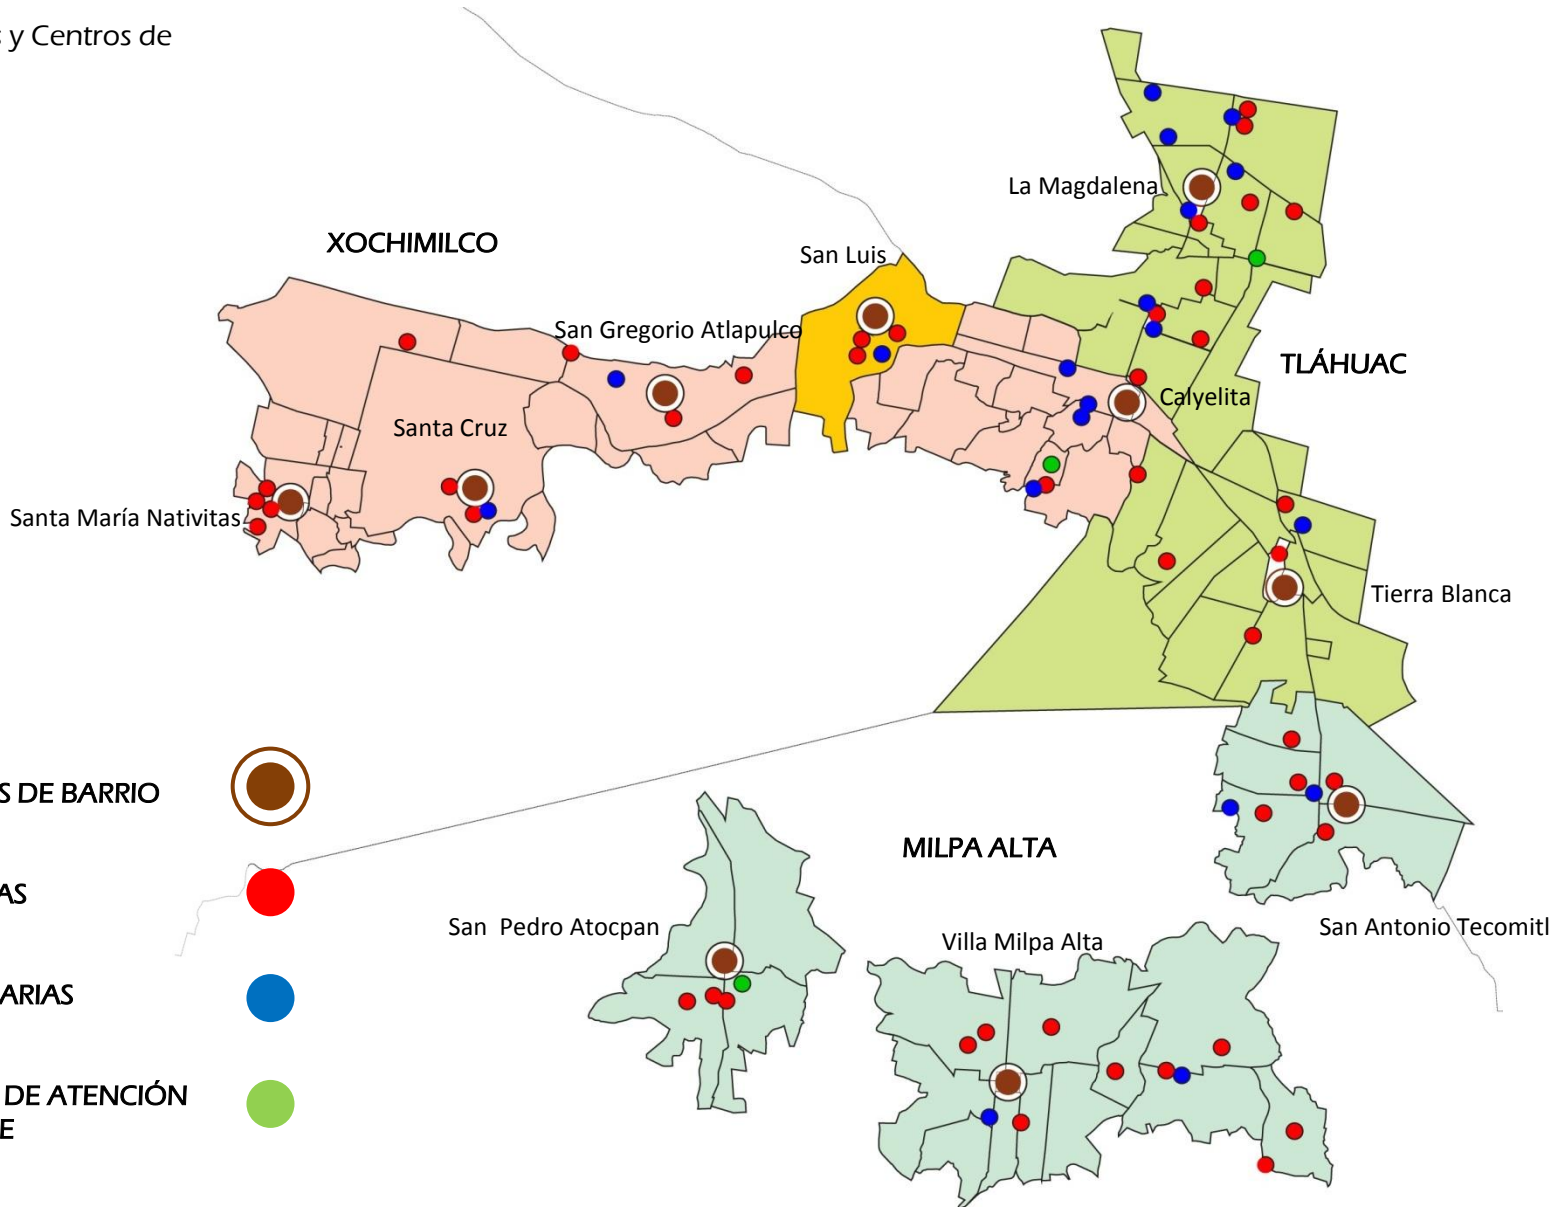 y Centros de
La Magdalena
XOCHIMILCO
San Luis
San Gregorio Atlapulco
TLÁHUAC
Calyelita
Santa Cruz
Santa María Nativitas
Tierra Blanca
S DE BARRIO
MILPA ALTA
AS
San Pedro Atocpan
San Antonio Tecomitl
Villa Milpa Alta
ARIAS
DE ATENCIÓN
E